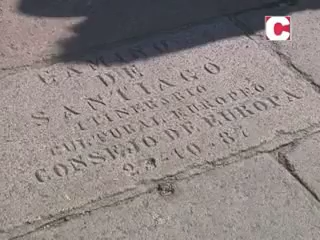 CAMINO
DE
SANTIAGO
ITINERARIO
CULTURAL EUROPEO
CONSEJO DE EUROPA
23-10-87
C